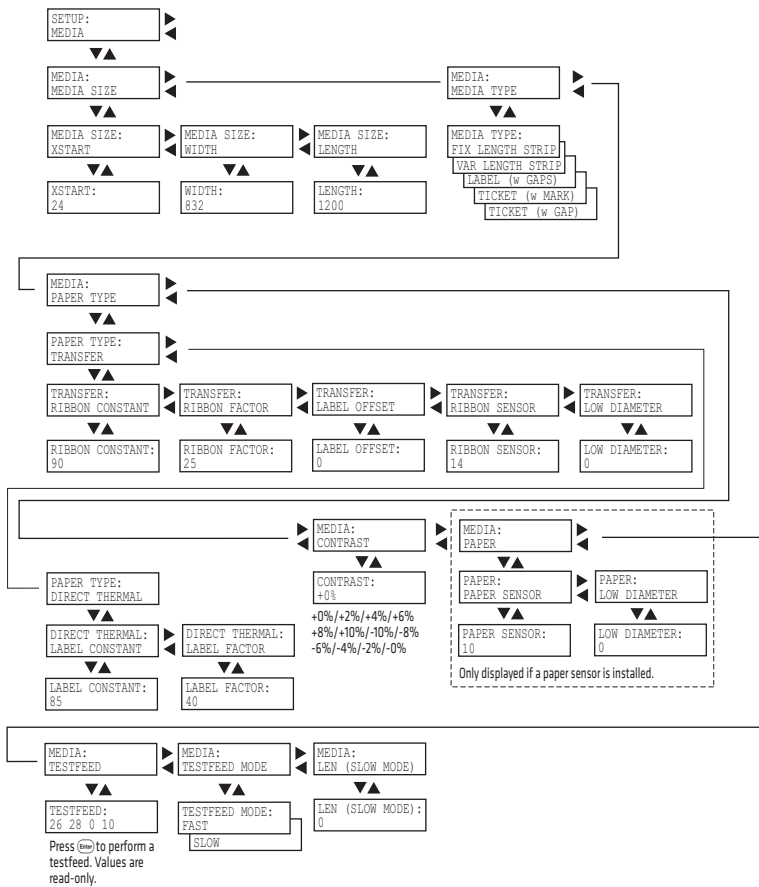 SETUP:
MEDIA
MEDIA:
MEDIA SIZE
MEDIA:
MEDIA TYPE
MEDIA SIZE:
XSTART
MEDIA SIZE:
WIDTH
MEDIA SIZE:
LENGTH
MEDIA TYPE:
FIX LENGTH STRIP
VAR LENGTH STRIP
LABEL (w GAPS)
TICKET (w MARK)
TICKET (w GAP)
XSTART:
24
WIDTH:
832
LENGTH:
1200
MEDIA:
PAPER TYPE
PAPER TYPE:
TRANSFER
TRANSFER:
RIBBON CONSTANT
TRANSFER:
RIBBON FACTOR
TRANSFER:
LABEL OFFSET
TRANSFER:
RIBBON SENSOR
TRANSFER:
LOW DIAMETER
RIBBON CONSTANT:
90
RIBBON FACTOR:
25
LABEL OFFSET:
0
RIBBON SENSOR:
14
LOW DIAMETER:
0
MEDIA:
CONTRAST
MEDIA:
PAPER
CONTRAST:
+0%
+0%/+2%/+4%/+6%
+8%/+10%/-10%/-8%
-6%/-4%/-2%/-0%
PAPER:
PAPER SENSOR
PAPER:
LOW DIAMETER
PAPER SENSOR:
10
LOW DIAMETER:
0
Only displayed if a paper sensor is installed.
PAPER TYPE:
DIRECT THERMAL
DIRECT THERMAL:
LABEL CONSTANT
DIRECT THERMAL:
LABEL FACTOR
LABEL CONSTANT:
85
LABEL FACTOR:
40
MEDIA:
TESTFEED
MEDIA:
TESTFEED MODE
MEDIA:
LEN (SLOW MODE)
TESTFEED:
26 28 0 10
TESTFEED MODE:
FAST
SLOW
LEN (SLOW MODE):
0
Press Enter to perform a
testfeed. Values are
read-only.